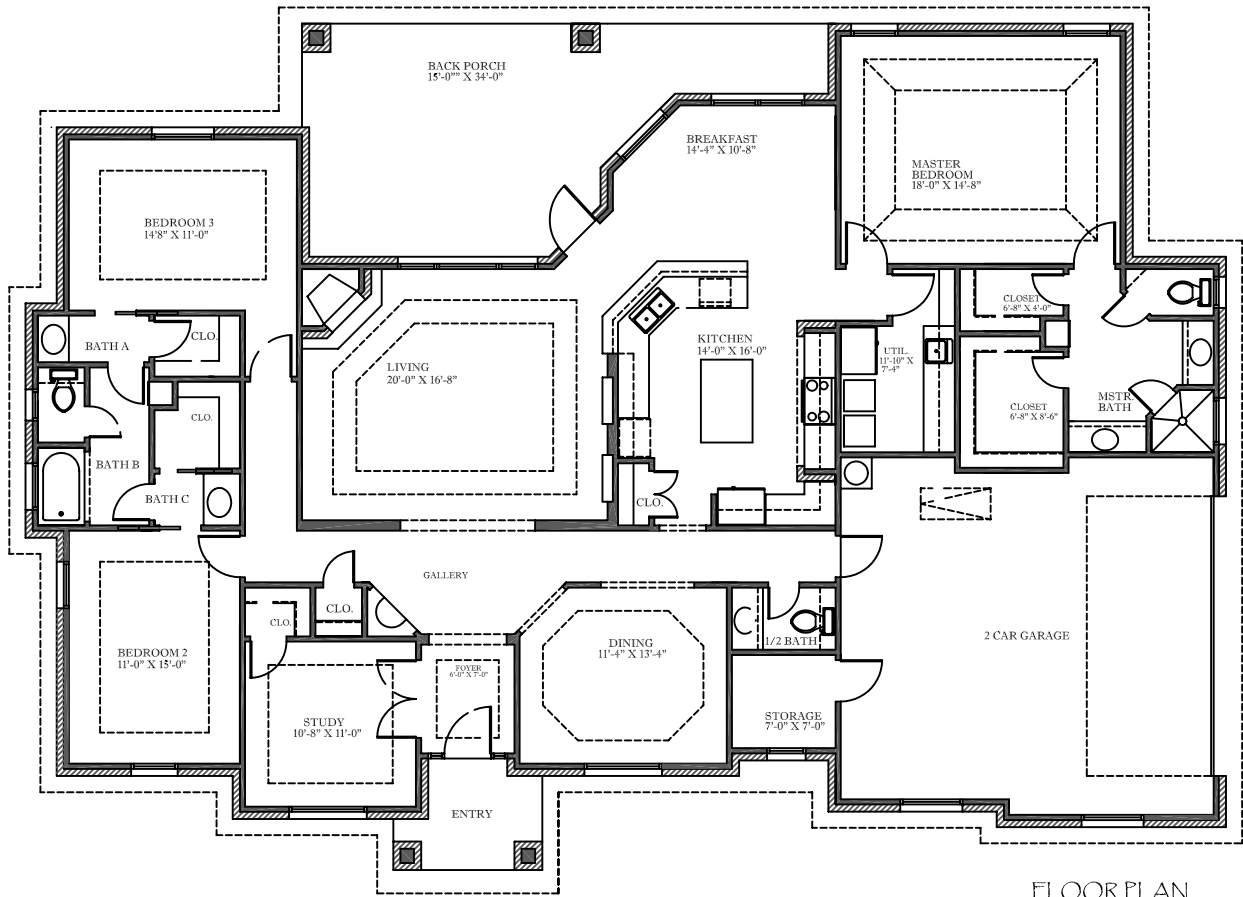 BACK PORCH
15'-0"" X 34'-0"
BREAKFAST
14'-4" X 10'-8"
MASTER
BEDROOM
18'-0" X 14'-8"
BEDROOM 3
14'8" X 11'-0"
CLOSET
6'-8" X 4'-0"
BATH A
CLO.
LIVING
20'-0" X 16'-8"
KITCHEN
14'-0" X 16'-0"
UTIL.
11'-10" X
7'-4"
CLO.
CLOSET
6'-8" X 8'-6"
MSTR.
BATH
BATH B
BATH C
CLO.
GALLERY
CLO.
CLO.
1/2 BATH
2 CAR GARAGE
BEDROOM 2
11'-0" X 15'-0"
FOYER
6'-0" X 7'-0"
DINING
11'-4" X 13'-4"
STUDY
10'-8" X 11'-0"
STORAGE
7'-0" X 7'-0"
ENTRY
FLOOR PLAN